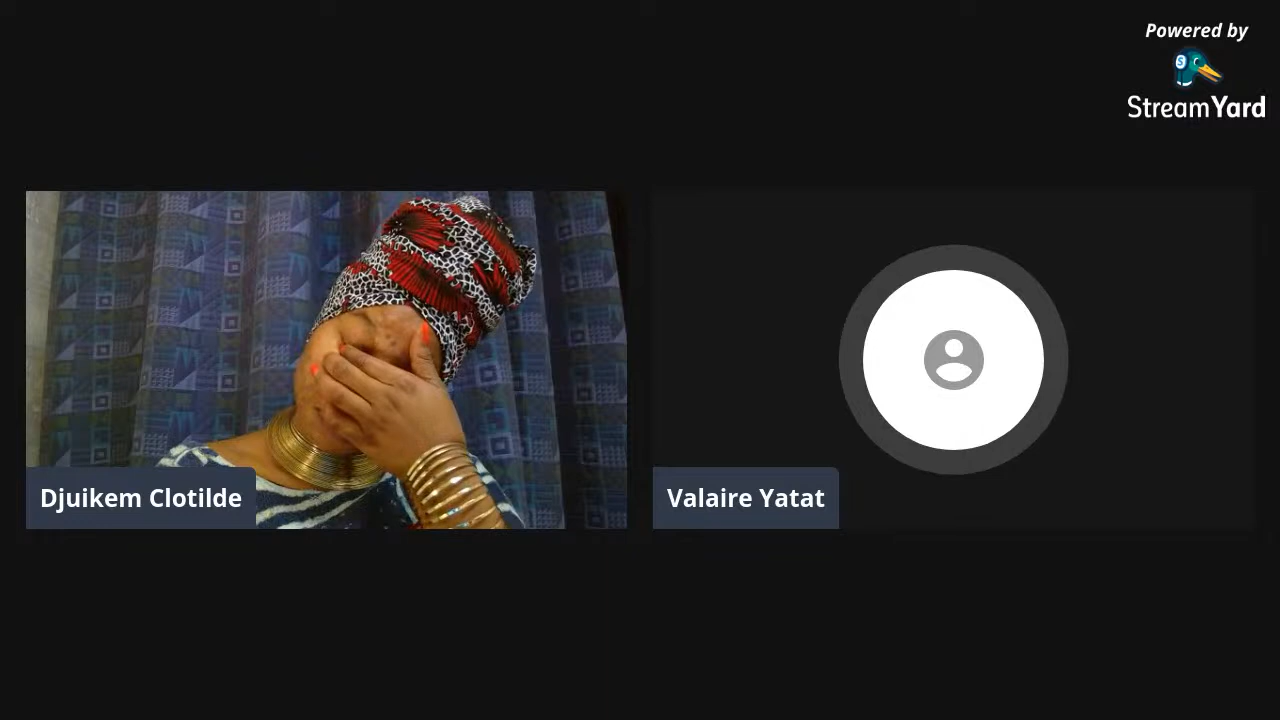 Powered by
S
StreamYard
Djuikem Clotilde
Valaire Yatat